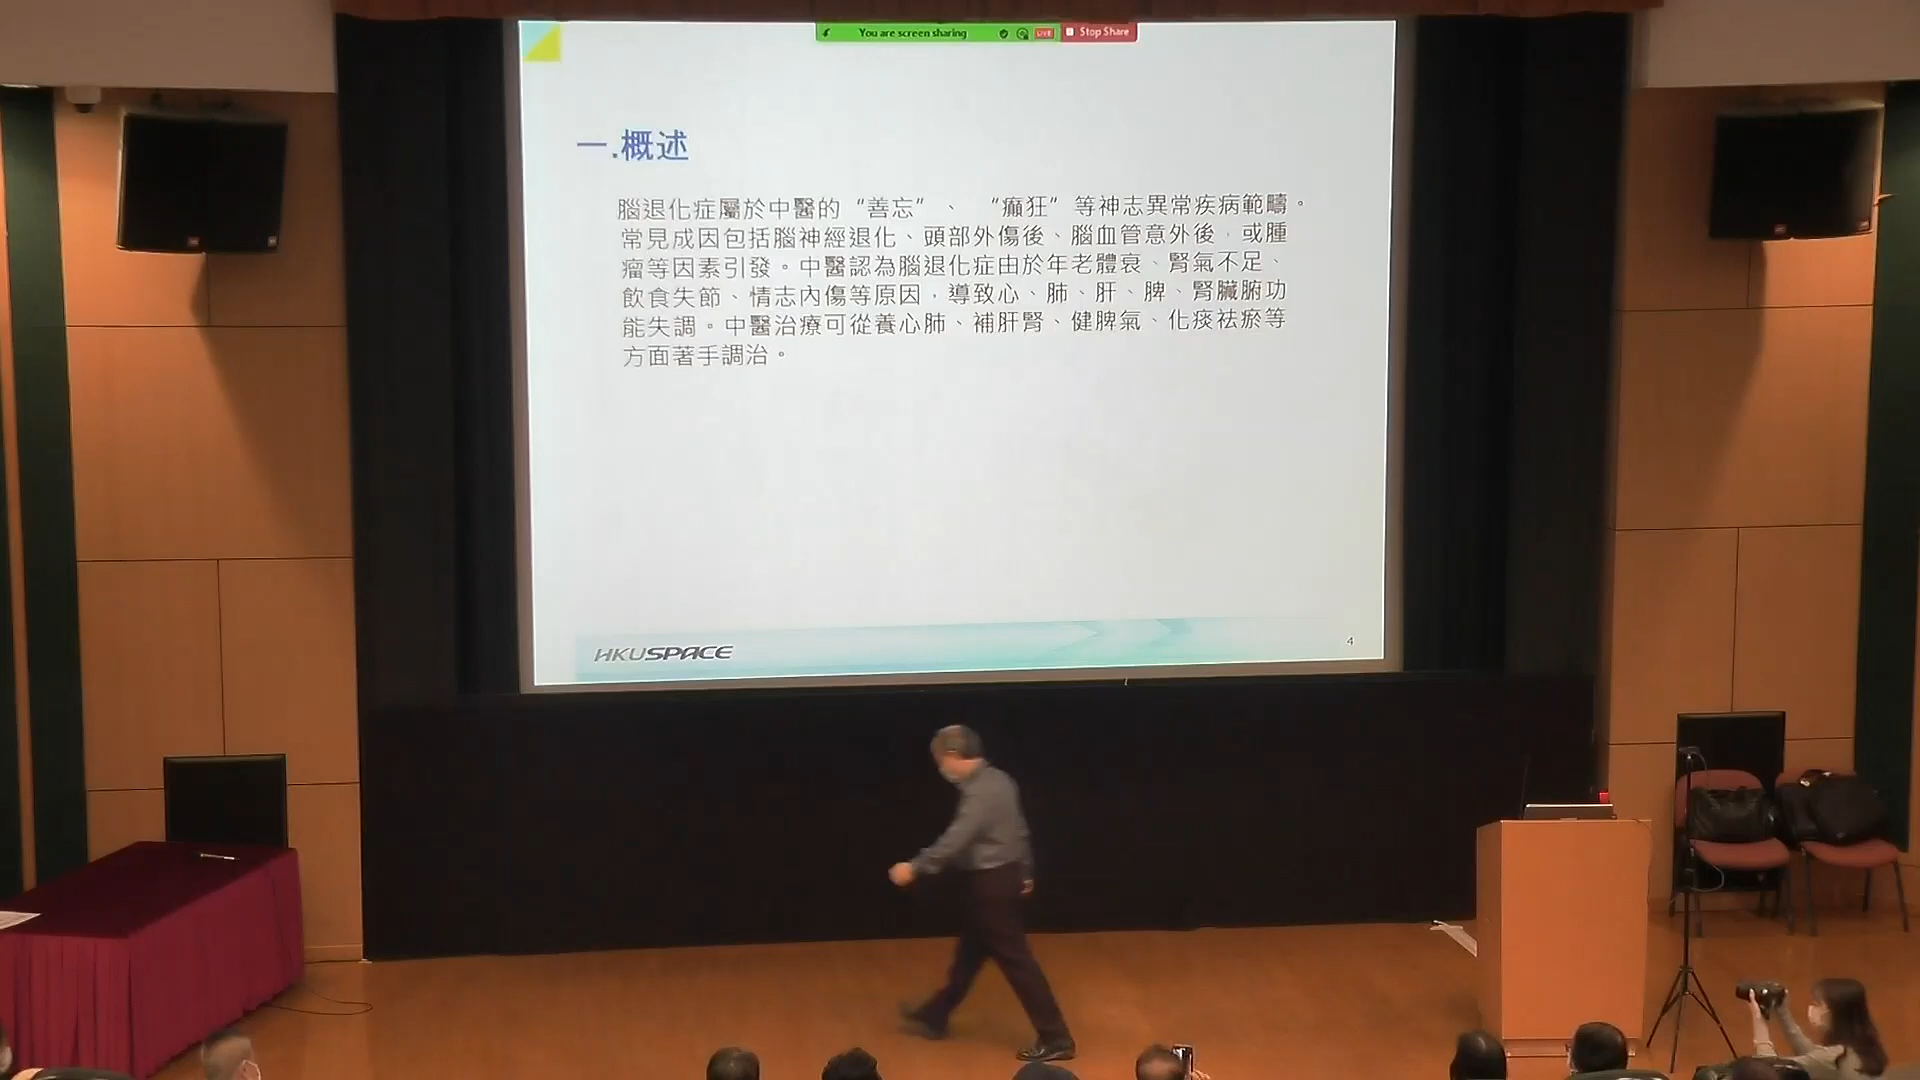 You are screen sharing
LIVE
Stop Share
一.概述
腦退化症屬於中醫的“善忘”、 “癲狂”等神志異常疾病範疇。
常見成因包括腦神經退化、頭部外傷後、腦血管意外後，或腫
瘤等因素引發。中醫認為腦退化症由於年老體衰、腎氣不足、
飲食失節、情志內傷等原因，導致心、肺、肝、脾、腎臟腑功
能失調。中醫治療可從養心肺、補肝腎、健脾氣、化痰祛瘀等
方面著手調治。
HKUSPACE
4